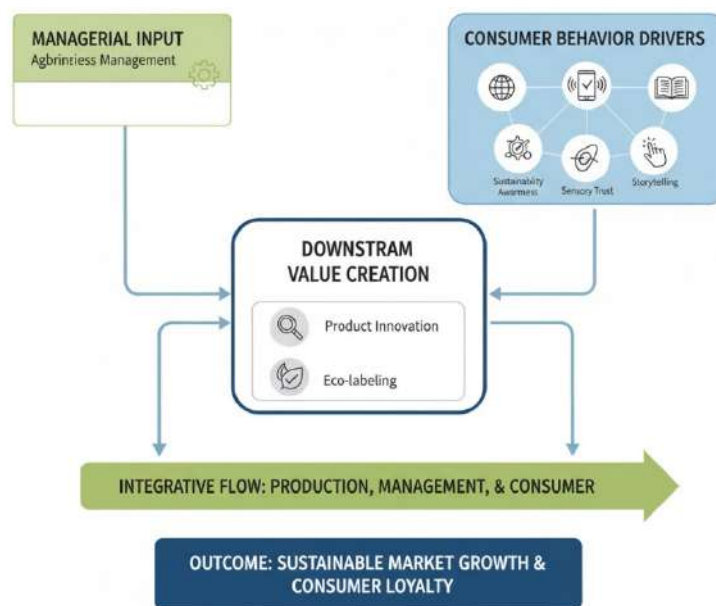 MANAGERIAL INPUT
Agbrintiess Management
CONSUMER BEHAVIOR DRIVERS
Sustainabiity
Awareness
Sensory Trust
Storytelling
DOWNSTRAM
VALUE CREATION
Product Innovation
Eco-labeling
INTEGRATIVE FLOW: PRODUCTION, MANAGEMENT, & CONSUMER
OUTCOME: SUSTAINABLE MARKET GROWTH &
CONSUMER LOYALTY